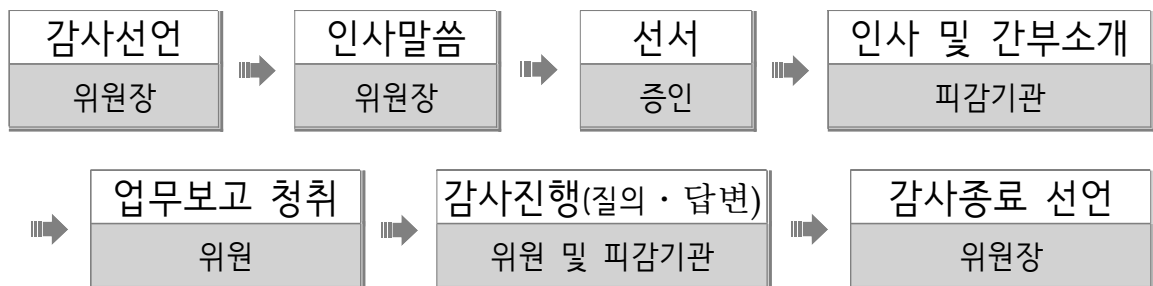 감사선언 인사말씀 선서 인사 및 간부소개
위원장 위원장 증인 피감기관
업무보고 청취 감사진행(질의 · 답변) 감사종료 선언
위원 위원 및 피감기관 위원장